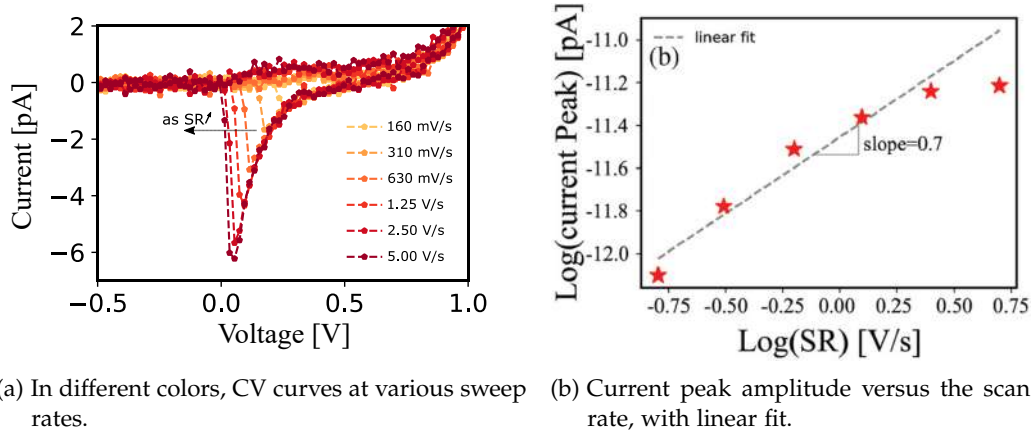 2
0
−2
−4
−6
Current [pA]
as SR↗
160 mV/s
310 mV/s
630 mV/s
1.25 V/s
2.50 V/s
5.00 V/s
−0.5
0.0
0.5
1.0
Voltage [V]
(a) In different colors, CV curves at various sweep
rates.
Log(current Peak) [pA]
-11.0
-11.2
-11.4
-11.6
-11.8
-12.0
(b)
linear fit
slope=0.7
-0.75
-0.50
-0.25
0.00
0.25
0.50
0.75
Log(SR) [V/s]
(b) Current peak amplitude versus the scan
rate, with linear fit.